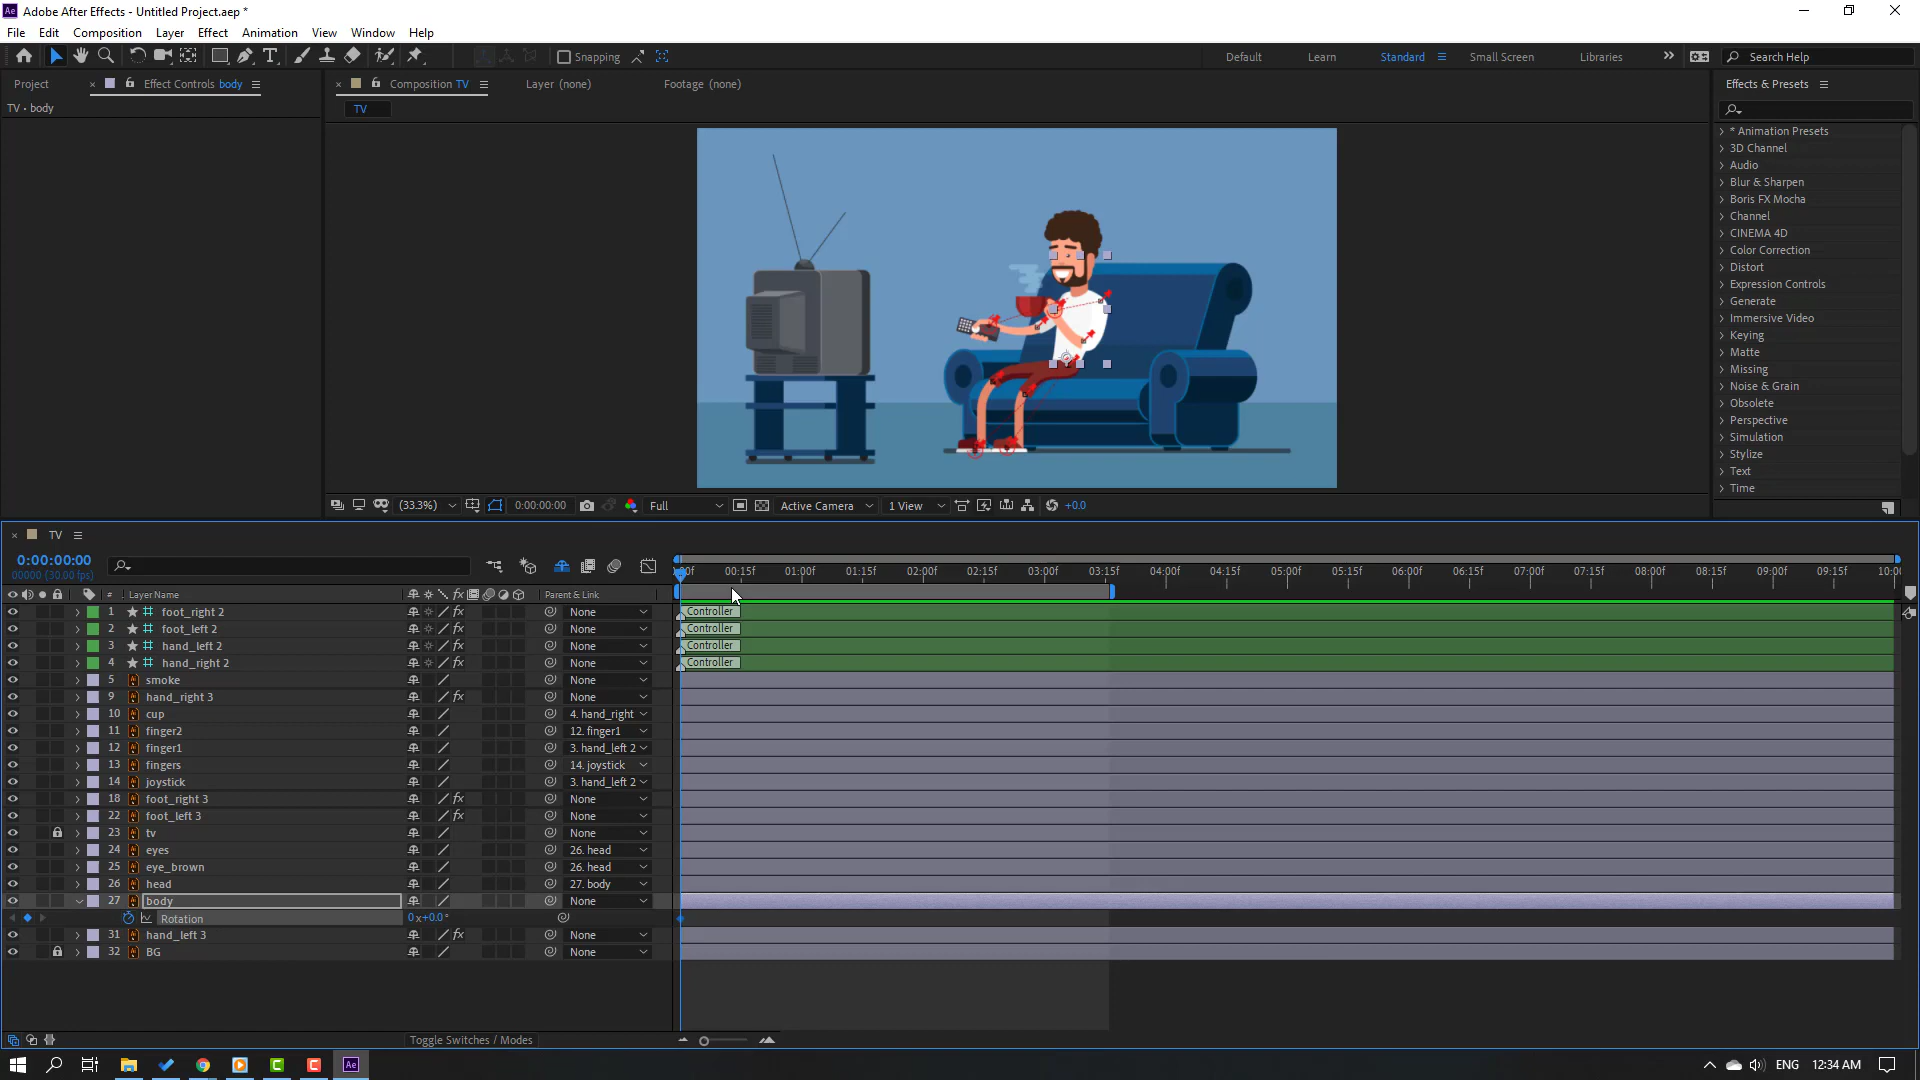 Adobe After Effects - Untitled Project.aep *
File Edit Composition Layer Effect Animation View Window Help
Snapping Default Learn Standard Small Screen Libraries Search Help
Project Effect Controls body Composition TV Layer (none) Footage (none) Effects & Presets
TV • body
TV
* Animation Presets
3D Channel
Audio
Blur & Sharpen
Boris FX Mocha
Channel
CINEMA 4D
Color Correction
Distort
Expression Controls
Generate
Immersive Video
Keying
Matte
Missing
Noise & Grain
Obsolete
Perspective
Simulation
Stylize
Text
Time
(33.3%) 0:00:00:00 Full Active Camera 1 View +0.0
TV
0:00:00:00
00000 (30.00 fps)
00:15f 01:00f 01:15f 02:00f 02:15f 03:00f 03:15f 04:00f 04:15f 05:00f 05:15f 06:00f 06:15f 07:00f 07:15f 08:00f 08:15f 09:00f 09:15f
# Layer Name Parent & Link
1 foot_right 2 None Controller
2 foot_left 2 None Controller
3 hand_left 2 None Controller
4 hand_right 2 None Controller
5 smoke None
9 hand_right 3 None
10 cup 4. hand_right
11 finger2 12. finger1
12 finger1 3. hand_left 2
13 fingers 14. joystick
14 joystick 3. hand_left 2
18 foot_right 3 None
22 foot_left 3 None
23 tv None
24 eyes 26. head
25 eye_brown 26. head
26 head 27. body
27 body None
Rotation 0x+0.0°
31 hand_left 3 None
32 BG None
Toggle Switches / Modes
ENG 12:34 AM